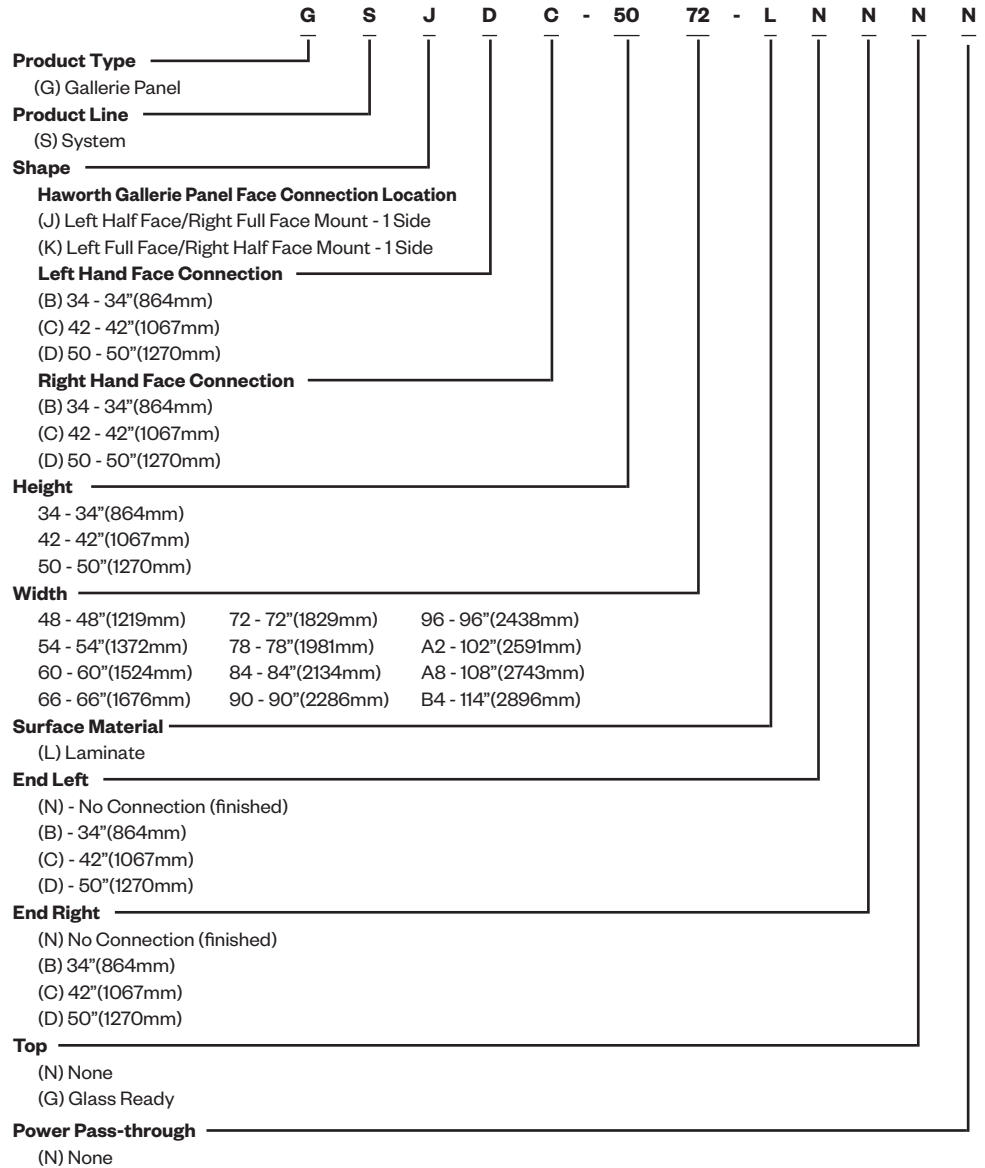 G S J D C - 50 72 - L N N N N
Product Type
(G) Gallerie Panel
Product Line
(S) System
Shape
Haworth Gallerie Panel Face Connection Location
(J) Left Half Face/Right Full Face Mount - 1 Side
(K) Left Full Face/Right Half Face Mount - 1 Side
Left Hand Face Connection
(B) 34 - 34”(864mm)
(C) 42 - 42”(1067mm)
(D) 50 - 50”(1270mm)
Right Hand Face Connection
(B) 34 - 34”(864mm)
(C) 42 - 42”(1067mm)
(D) 50 - 50”(1270mm)
Height
34 - 34”(864mm)
42 - 42”(1067mm)
50 - 50”(1270mm)
Width
48 - 48”(1219mm) 72 - 72”(1829mm) 96 - 96”(2438mm)
54 - 54”(1372mm) 78 - 78”(1981mm) A2 - 102”(2591mm)
60 - 60”(1524mm) 84 - 84”(2134mm) A8 - 108”(2743mm)
66 - 66”(1676mm) 90 - 90”(2286mm) B4 - 114”(2896mm)
Surface Material
(L) Laminate
End Left
(N) - No Connection (finished)
(B) - 34”(864mm)
(C) - 42”(1067mm)
(D) - 50”(1270mm)
End Right
(N) No Connection (finished)
(B) 34”(864mm)
(C) 42”(1067mm)
(D) 50”(1270mm)
Top
(N) None
(G) Glass Ready
Power Pass-through
(N) None